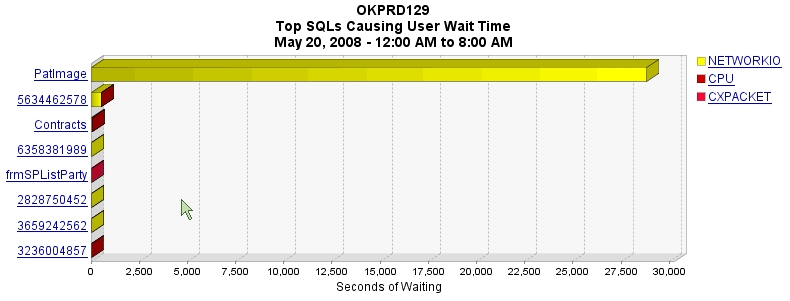 OKPRD129
Top SQLs Causing User Wait Time
May 20, 2008 - 12:00 AM to 8:00 AM
PatImage
5634462578
Contracts
6358381989
frmSPListParty
2828750452
3659242562
3236004857
0 2,500 5,000 7,500 10,000 12,500 15,000 17,500 20,000 22,500 25,000 27,500 30,000
Seconds of Waiting
NETWORKIO
CPU
CXPACKET